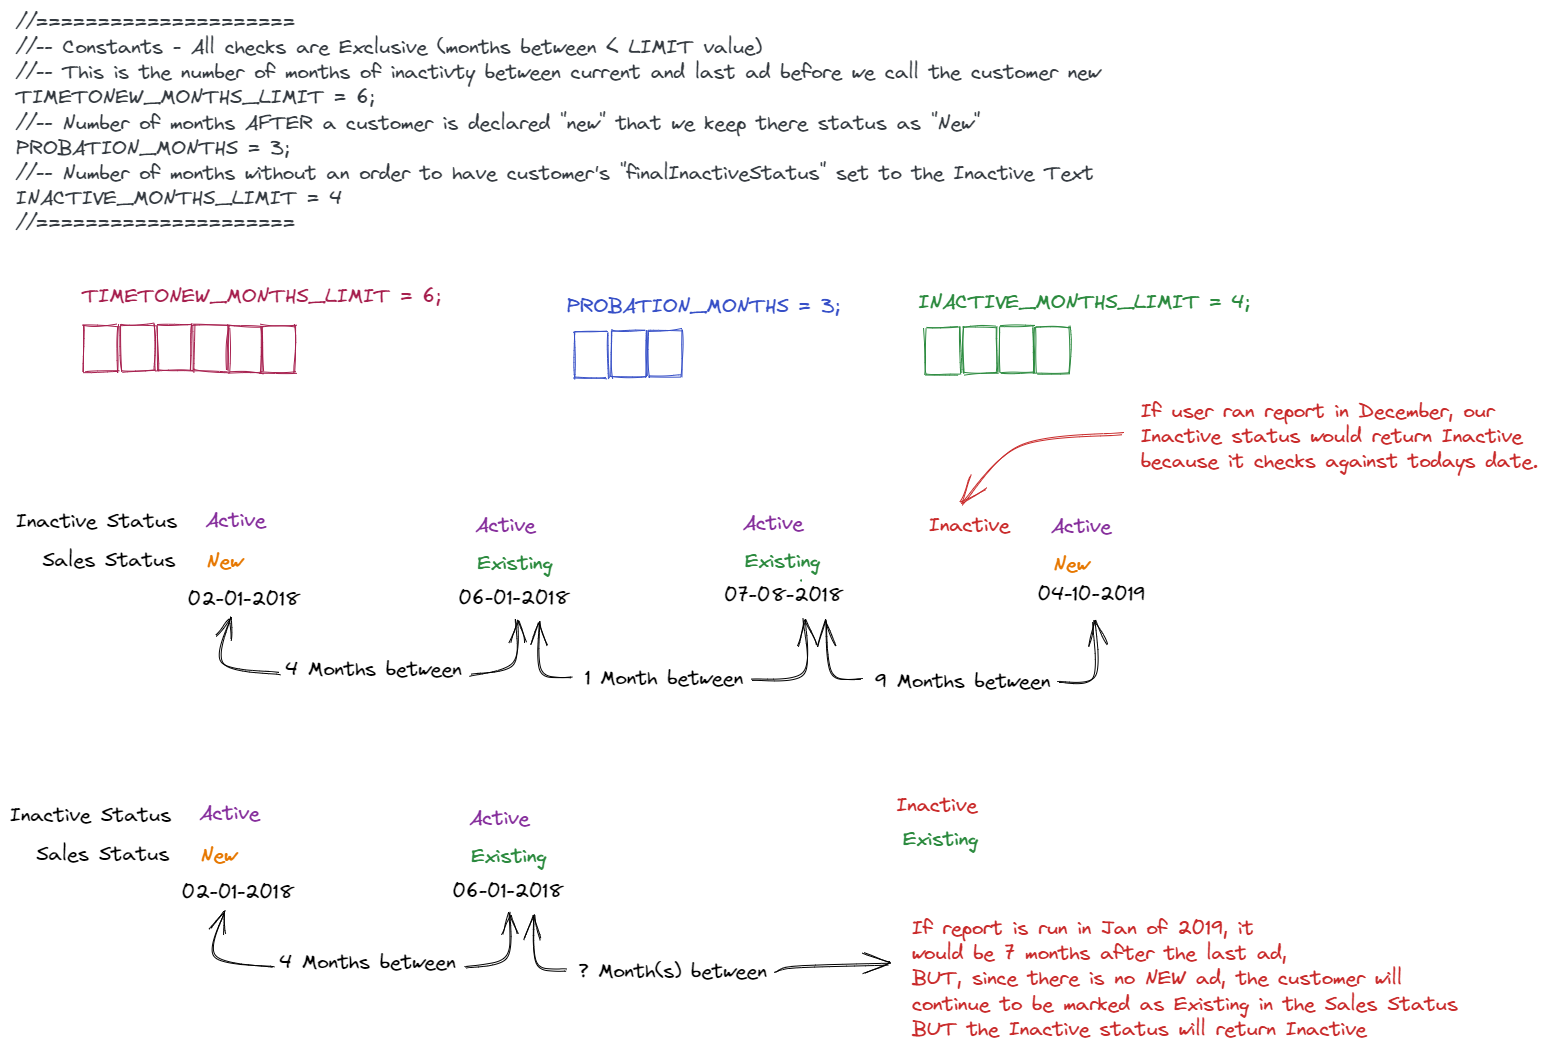 //=====================
//-- Constants - All checks are Exclusive (months between < LIMIT value)
//-- This is the number of months of inactivty between current and last ad before we call the customer new
TIMETONEW_MONTHS_LIMIT = 6;
//-- Number of months AFTER a customer is declared "new" that we keep there status as "New"
PROBATION_MONTHS = 3;
//-- Number of months without an order to have customer's "finalInactiveStatus" set to the Inactive Text
INACTIVE_MONTHS_LIMIT = 4
//=====================
TIMETONEW_MONTHS_LIMIT = 6;
PROBATION_MONTHS = 3;
INACTIVE_MONTHS_LIMIT = 4;
If user ran report in December, our
Inactive status would return Inactive
because it checks against todays date.
Inactive Status Active Active Active Inactive Active
Sales Status New Existing Existing New
02-01-2018 06-01-2018 07-08-2018 04-10-2019
4 Months between 1 Month between 9 Months between
Inactive Status Active Active Inactive
Sales Status New Existing Existing
02-01-2018 06-01-2018
4 Months between ? Month(s) between
If report is run in Jan of 2019, it
would be 7 months after the last ad,
BUT, since there is no NEW ad, the customer will
continue to be marked as Existing in the Sales Status
BUT the Inactive status will return Inactive